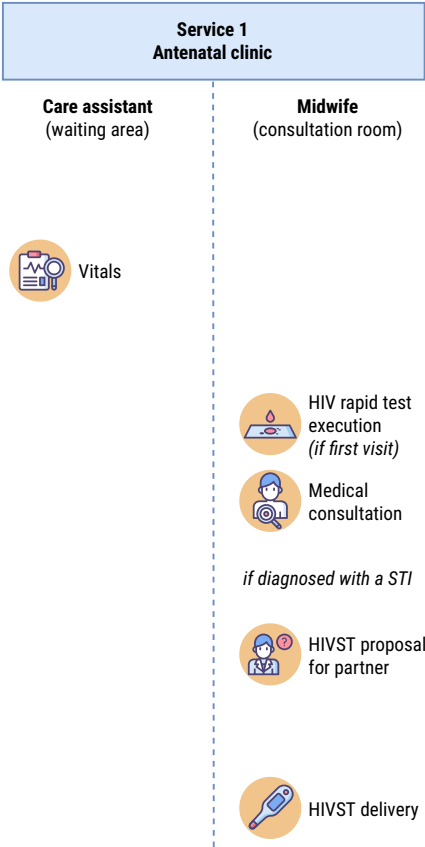 Service 1
Antenatal clinic
Care assistant
(waiting area)
Midwife
(consultation room)
Vitals
HIV rapid test
execution
(if first visit)
Medical
consultation
if diagnosed with a STI
?
HIVST proposal
for partner
HIVST delivery